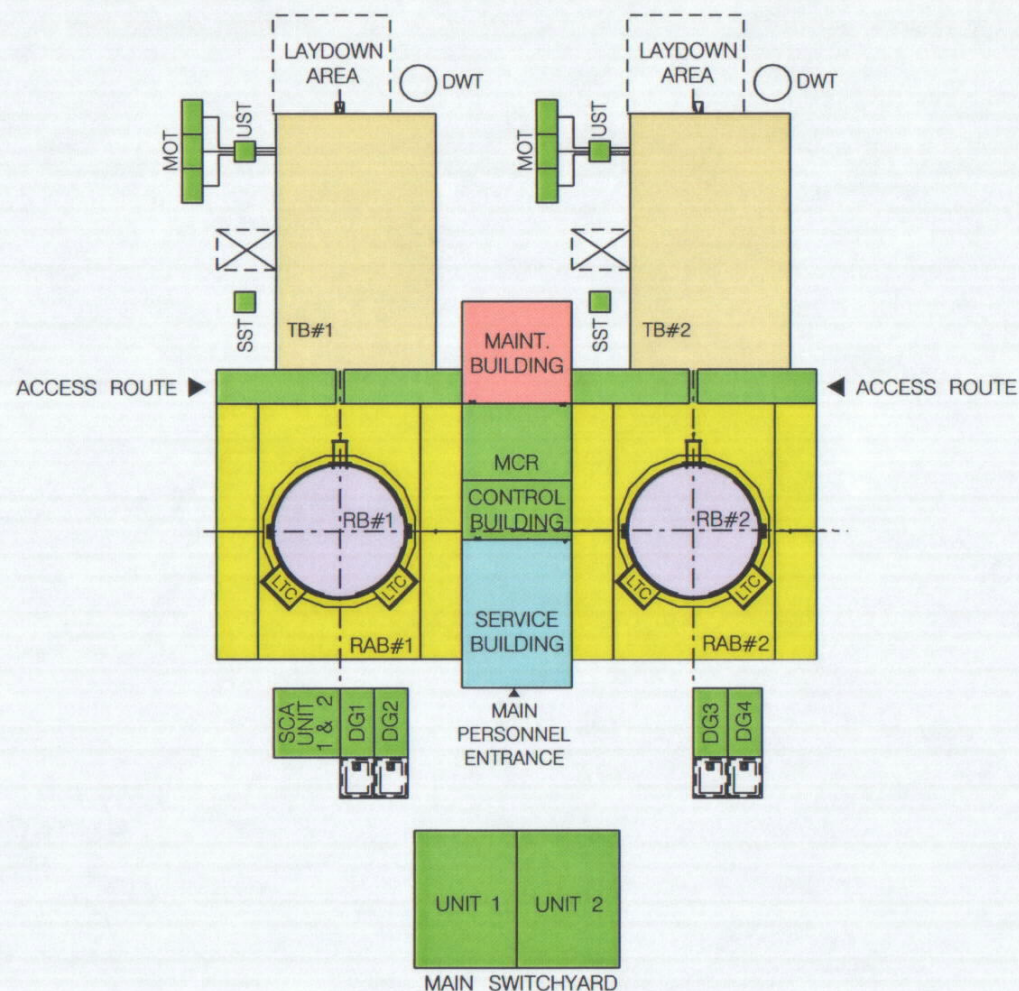 LAYDOWN
AREA
DWT
LAYDOWN
AREA
DWT
MOT
UST
MOT
UST
SST
TB#1
SST
TB#2
MAINT.
BUILDING
ACCESS ROUTE
ACCESS ROUTE
MCR
CONTROL
BUILDING
RB#1
RB#2
LTC
LTC
LTC
LTC
SERVICE
BUILDING
RAB#1
RAB#2
SCA
UNIT
1 & 2
DG1
DG2
MAIN
PERSONNEL
ENTRANCE
DG3
DG4
UNIT 1
UNIT 2
MAIN SWITCHYARD